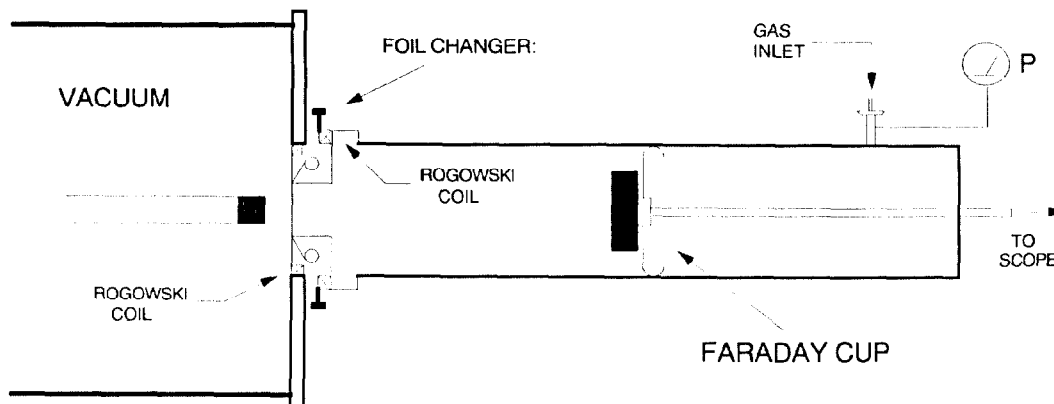 GAS
INLET
FOIL CHANGER:
P
VACUUM
ROGOWSKI
COIL
TO
SCOPE
ROGOWSKI
COIL
FARADAY CUP